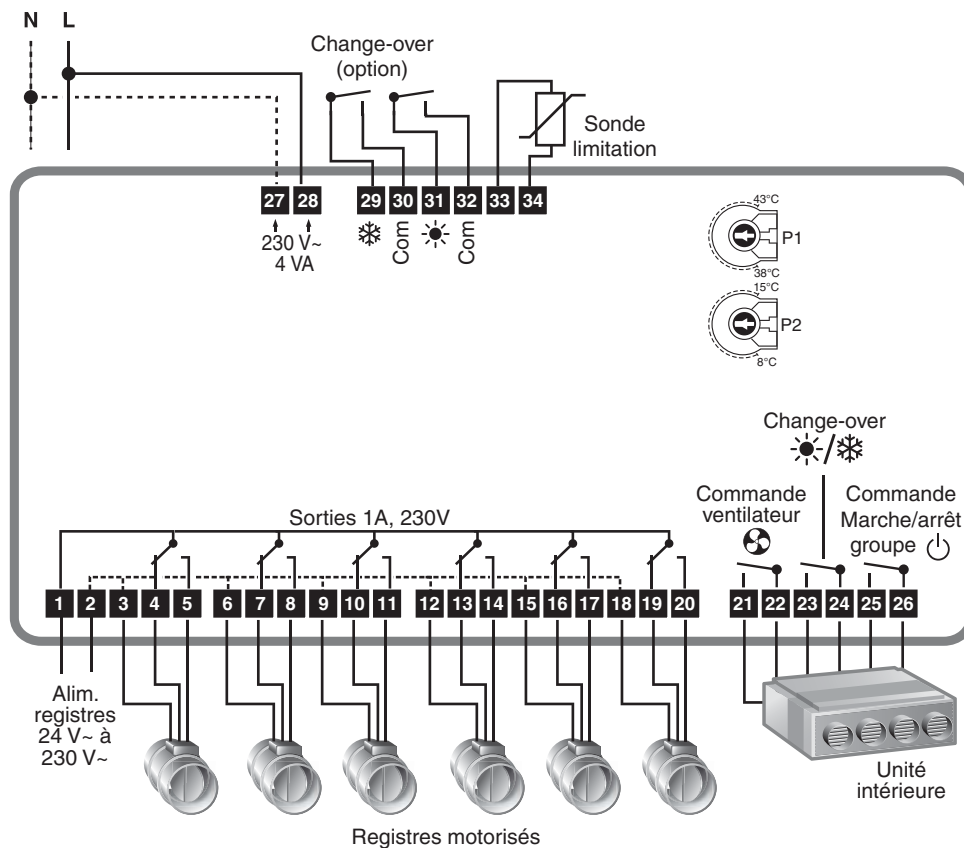 N L
Change-over
(option)
Sonde
limitation
27 28 29 30 31 32 33 34
230 V~
4 VA
Com
Com
43°C
P1
38°C
15°C
P2
8°C
Change-over
/
Commande
ventilateur
Commande
Marche/arrêt
groupe
Sorties 1A, 230V
1 2 3 4 5 6 7 8 9 10 11 12 13 14 15 16 17 18 19 20 21 22 23 24 25 26
Alim.
registres
24 V~ à
230 V~
Registres motorisés
Unité
intérieure